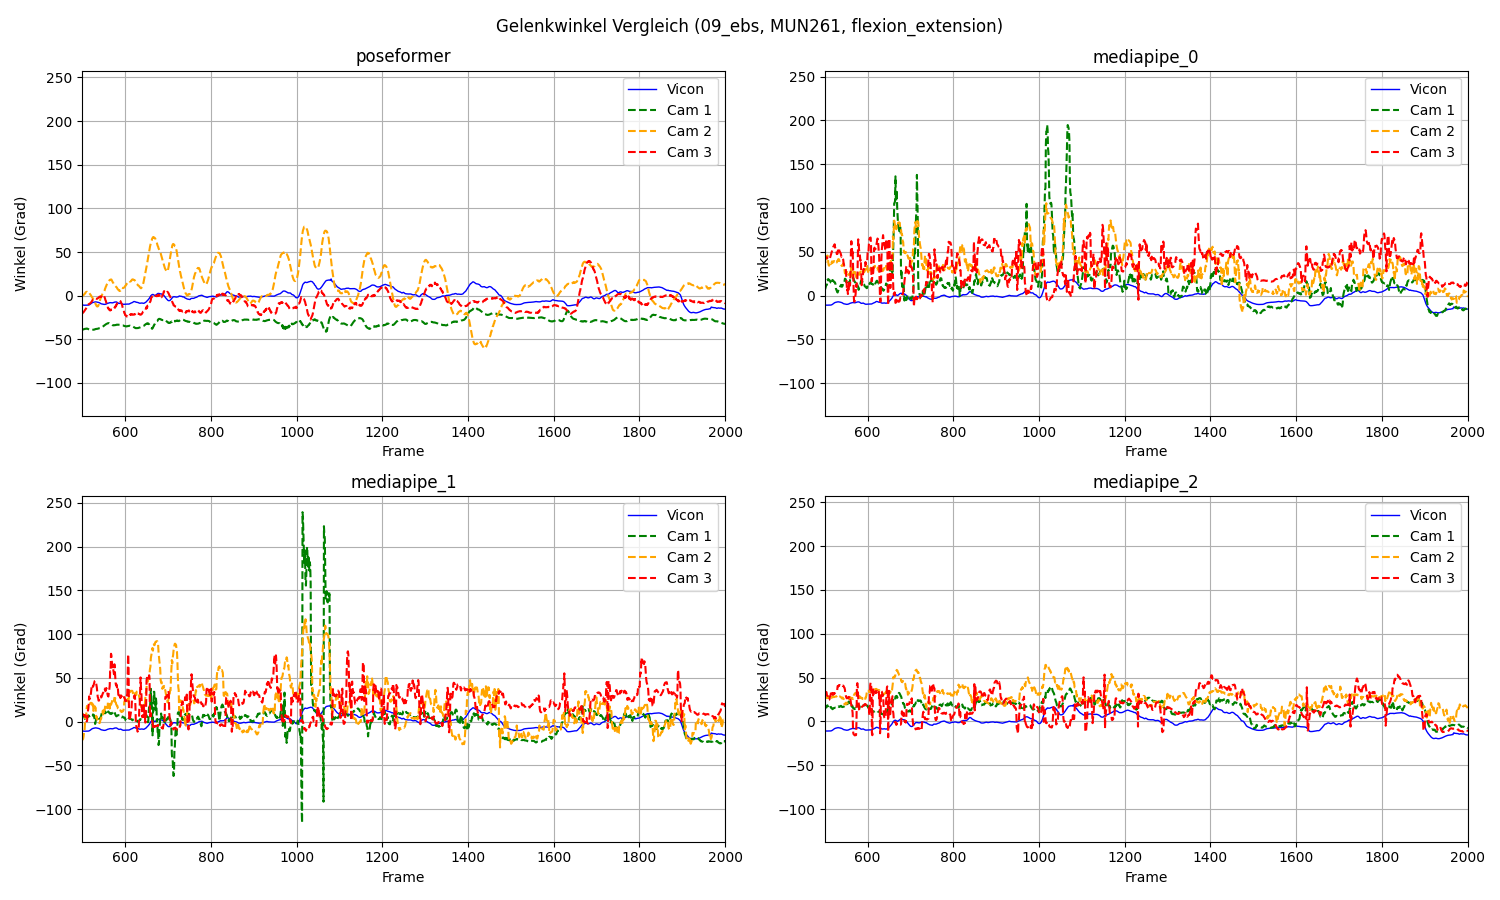 Gelenkwinkel Vergleich (09_ebs, MUN261, flexion_extension)
poseformer
250
200
150
100
50
0
−50
−100
Winkel (Grad)
600
800
1000
1200
1400
1600
1800
2000
Frame
Vicon
Cam 1
Cam 2
Cam 3
mediapipe_0
250
200
150
100
50
0
−50
−100
Winkel (Grad)
600
800
1000
1200
1400
1600
1800
2000
Frame
Vicon
Cam 1
Cam 2
Cam 3
mediapipe_1
250
200
150
100
50
0
−50
−100
Winkel (Grad)
600
800
1000
1200
1400
1600
1800
2000
Frame
Vicon
Cam 1
Cam 2
Cam 3
mediapipe_2
250
200
150
100
50
0
−50
−100
Winkel (Grad)
600
800
1000
1200
1400
1600
1800
2000
Frame
Vicon
Cam 1
Cam 2
Cam 3